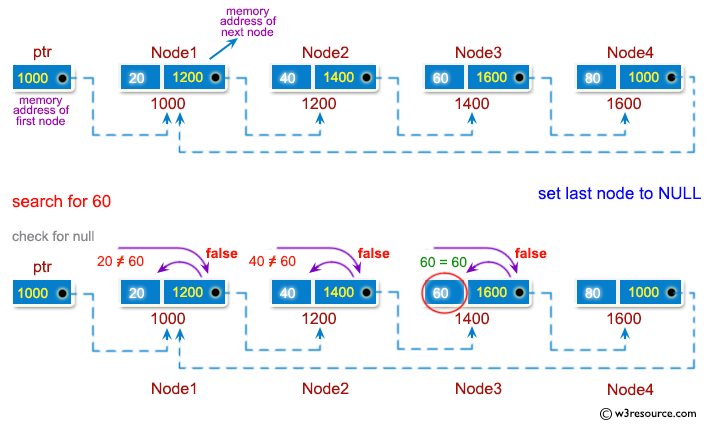 memory
address of
next node
ptr Node1 Node2 Node3 Node4
1000 20 1200 40 1400 60 1600 80 1000
memory
address of
first node
1000 1200 1400 1600
search for 60
set last node to NULL
check for null
20 ≠ 60 false 40 ≠ 60 false 60 = 60 false
ptr
1000 20 1200 40 1400 60 1600 80 1000
1000 1200 1400 1600
Node1 Node2 Node3 Node4
© w3resource.com